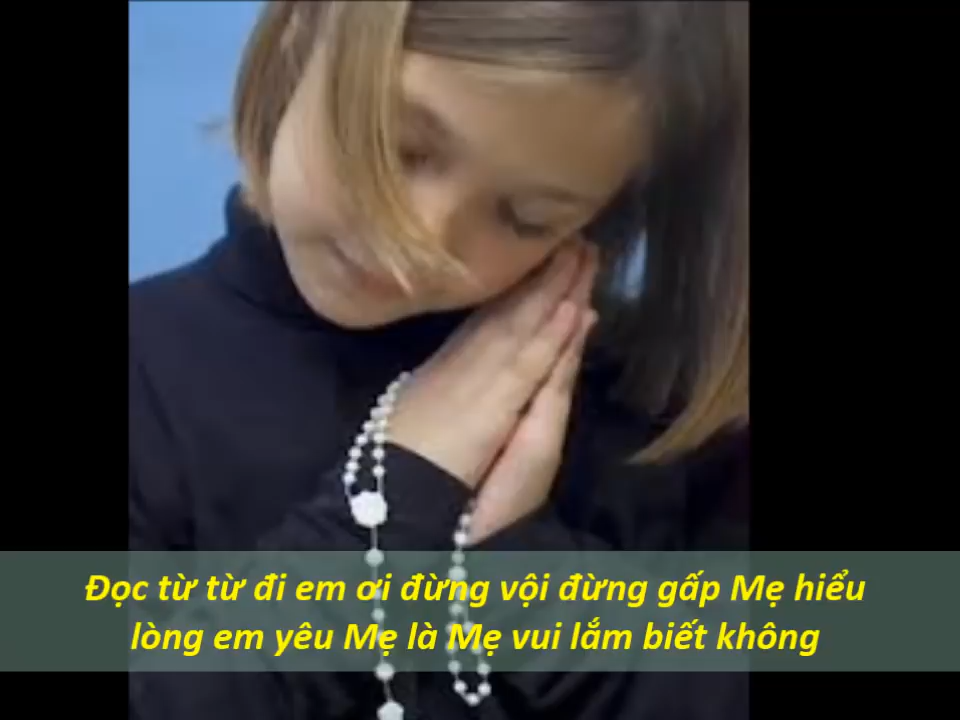 Đọc từ từ đi em ơi đừng vội đừng gấp Mẹ hiểu
lòng em yêu Mẹ là Mẹ vui lắm biết không